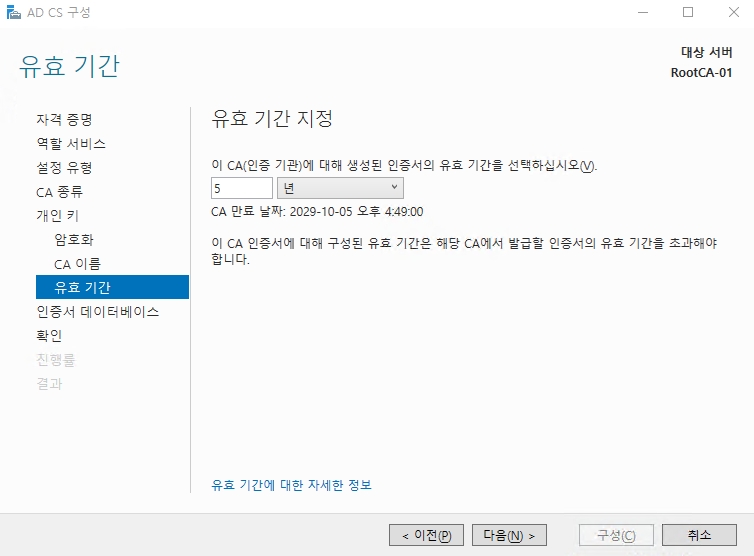 AD CS 구성
유효 기간
대상 서버
RootCA-01
자격 증명
역할 서비스
설정 유형
CA 종류
개인 키
암호화
CA 이름
유효 기간
인증서 데이터베이스
확인
진행률
결과
유효 기간 지정
이 CA(인증 기관)에 대해 생성된 인증서의 유효 기간을 선택하십시오(V).
5 년
CA 만료 날짜: 2029-10-05 오후 4:49:00
이 CA 인증서에 대해 구성된 유효 기간은 해당 CA에서 발급할 인증서의 유효 기간을 초과해야
합니다.
유효 기간에 대한 자세한 정보
< 이전(P) 다음(N) > 구성(C) 취소